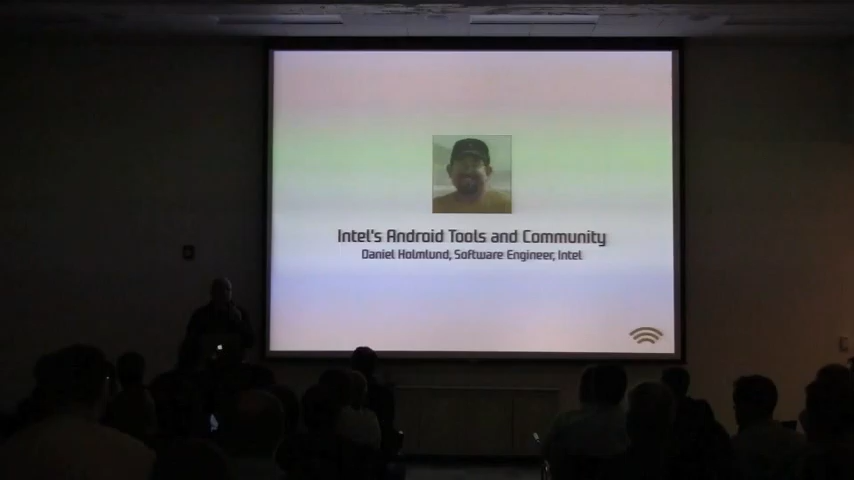 Intel's Android Tools and Community
Daniel Holmlund, Software Engineer, Intel